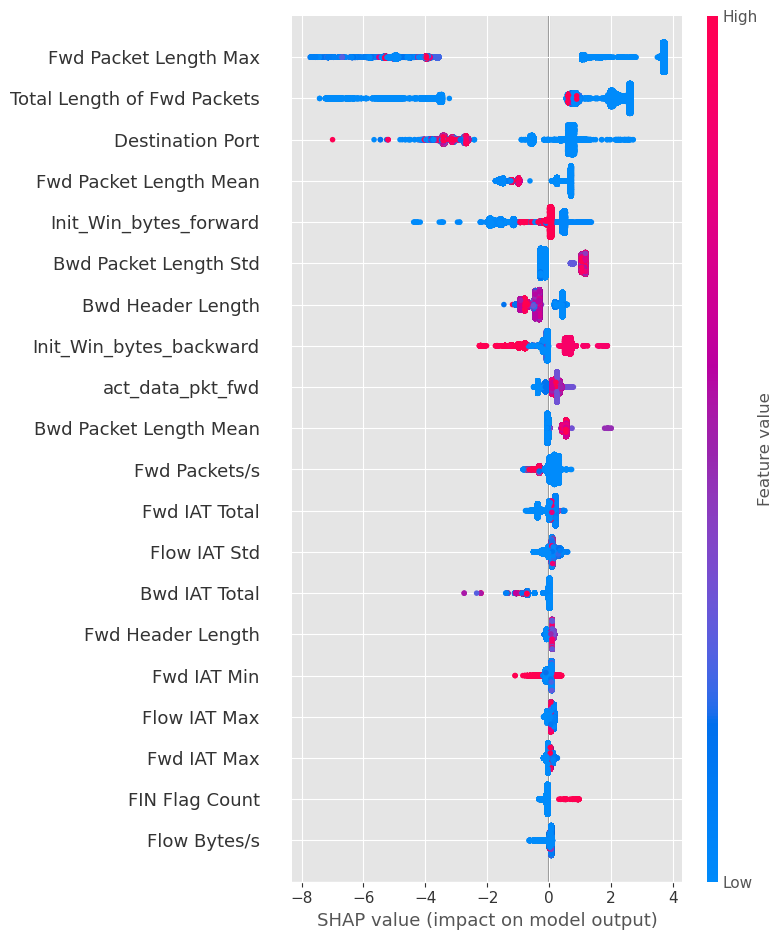 High
Fwd Packet Length Max
Total Length of Fwd Packets
Destination Port
Fwd Packet Length Mean
Init_Win_bytes_forward
Bwd Packet Length Std
Bwd Header Length
Init_Win_bytes_backward
act_data_pkt_fwd
Bwd Packet Length Mean
Fwd Packets/s
Fwd IAT Total
Flow IAT Std
Bwd IAT Total
Fwd Header Length
Fwd IAT Min
Flow IAT Max
Fwd IAT Max
FIN Flag Count
Flow Bytes/s
Feature value
Low
−8 −6 −4 −2 0 2 4
SHAP value (impact on model output)